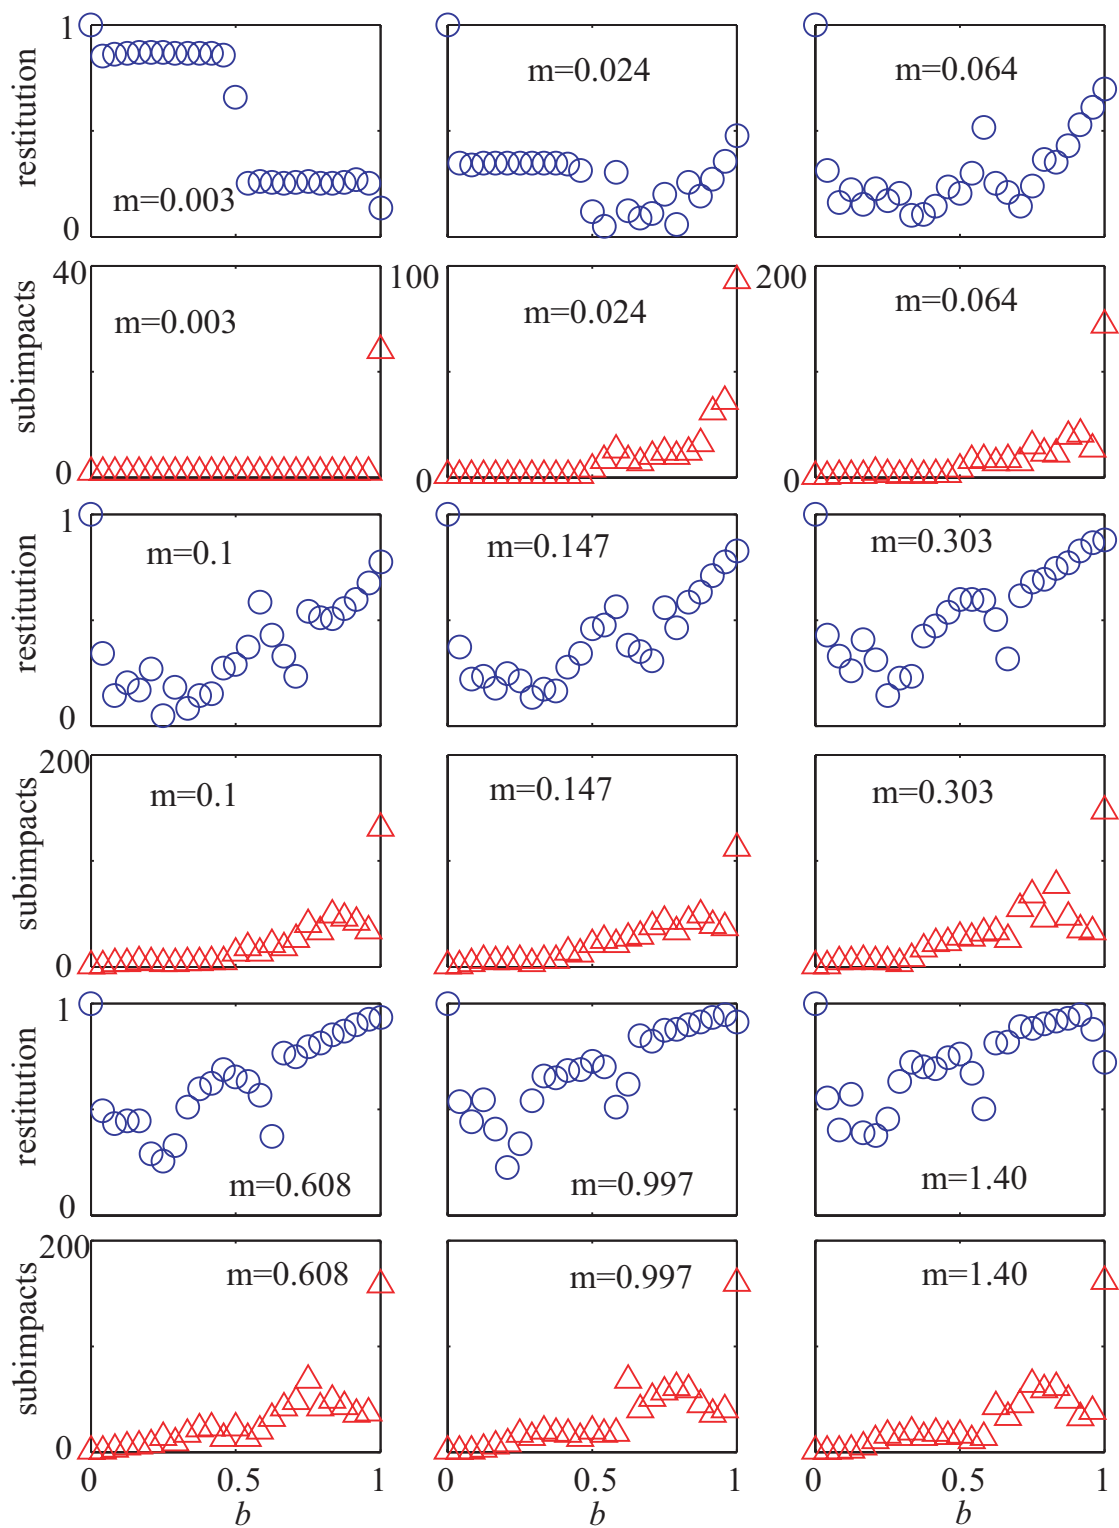 restitution
1
0
m=0.003
m=0.024
m=0.064
subimpacts
40
0
m=0.003
100
0
m=0.024
200
0
m=0.064
restitution
1
0
m=0.1
m=0.147
m=0.303
subimpacts
200
0
m=0.1
m=0.147
m=0.303
restitution
1
0
m=0.608
m=0.997
m=1.40
subimpacts
200
0
m=0.608
m=0.997
m=1.40
0 0.5 1
b
0 0.5 1
b
0 0.5 1
b